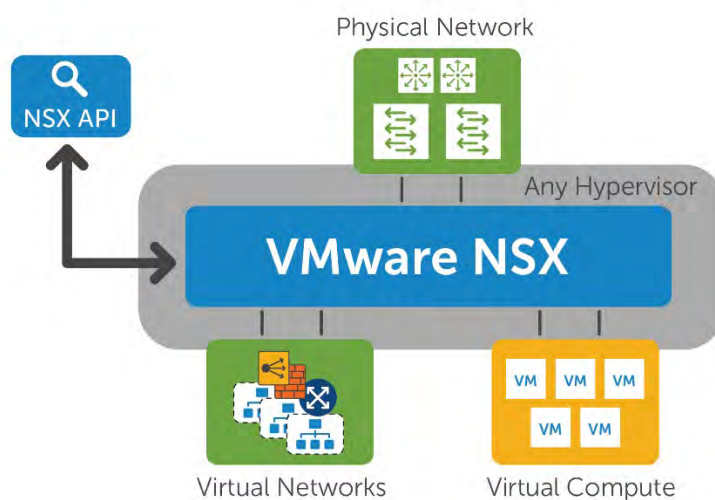 Physical Network
NSX API
Any Hypervisor
VMware NSX
VM VM VM
VM VM
Virtual Networks
Virtual Compute